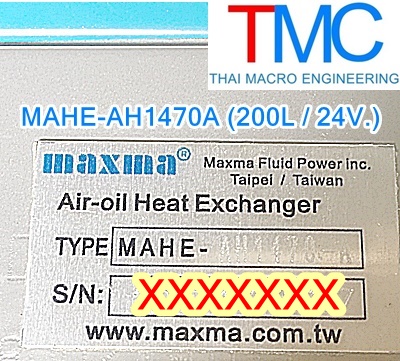 TMC
THAI MACRO ENGINEERING
MAHE-AH1470A (200L / 24V.)
maxma®
Maxma Fluid Power inc.
Taipei / Taiwan
Air-oil Heat Exchanger
TYPE MAHE-
S/N: XXXXXXX
www.maxma.com.tw